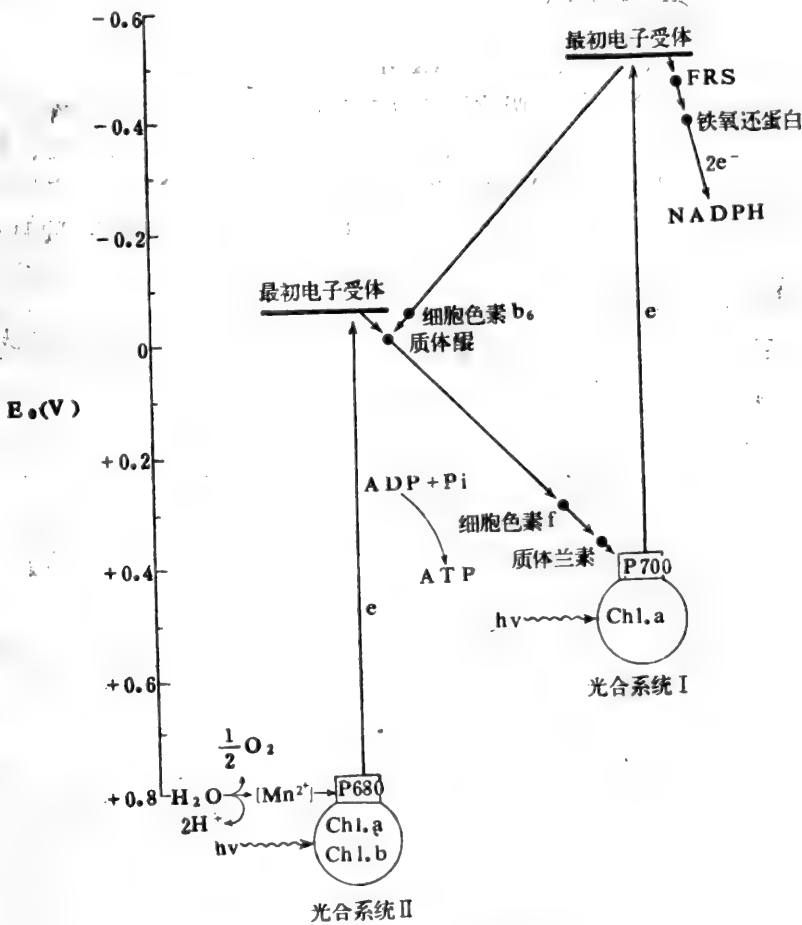 -0.6
最初电子受体
FRS
-0.4
铁氧还蛋白
2e⁻
NADPH
-0.2
最初电子受体
细胞色素b₆
e
质体醌
0
E₀(V)
+0.2
ADP+Pi
细胞色素f
质体兰素
P700
+0.4
ATP
e
hv
Chl.a
光合系统I
+0.6
1/2 O₂
+0.8
H₂O
[Mn²⁺]
P680
2H⁺
Chl.a
hv
Chl.b
光合系统II